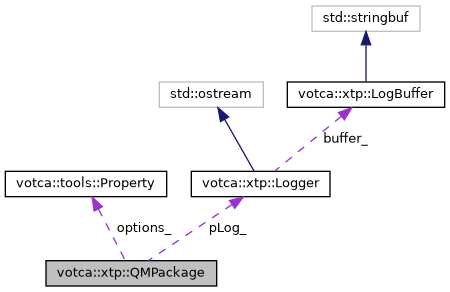 std::stringbuf
std::ostream
votca::xtp::LogBuffer
buffer_
votca::tools::Property
votca::xtp::Logger
options_
pLog_
votca::xtp::QMPackage